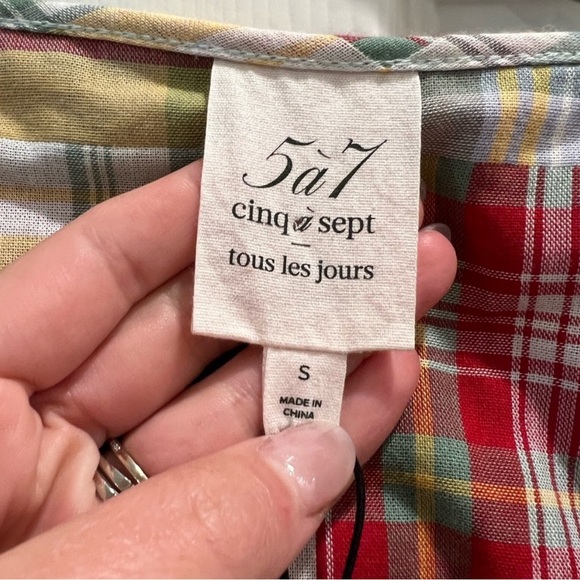 5à7
cinq à sept
tous les jours
S
MADE IN
CHINA